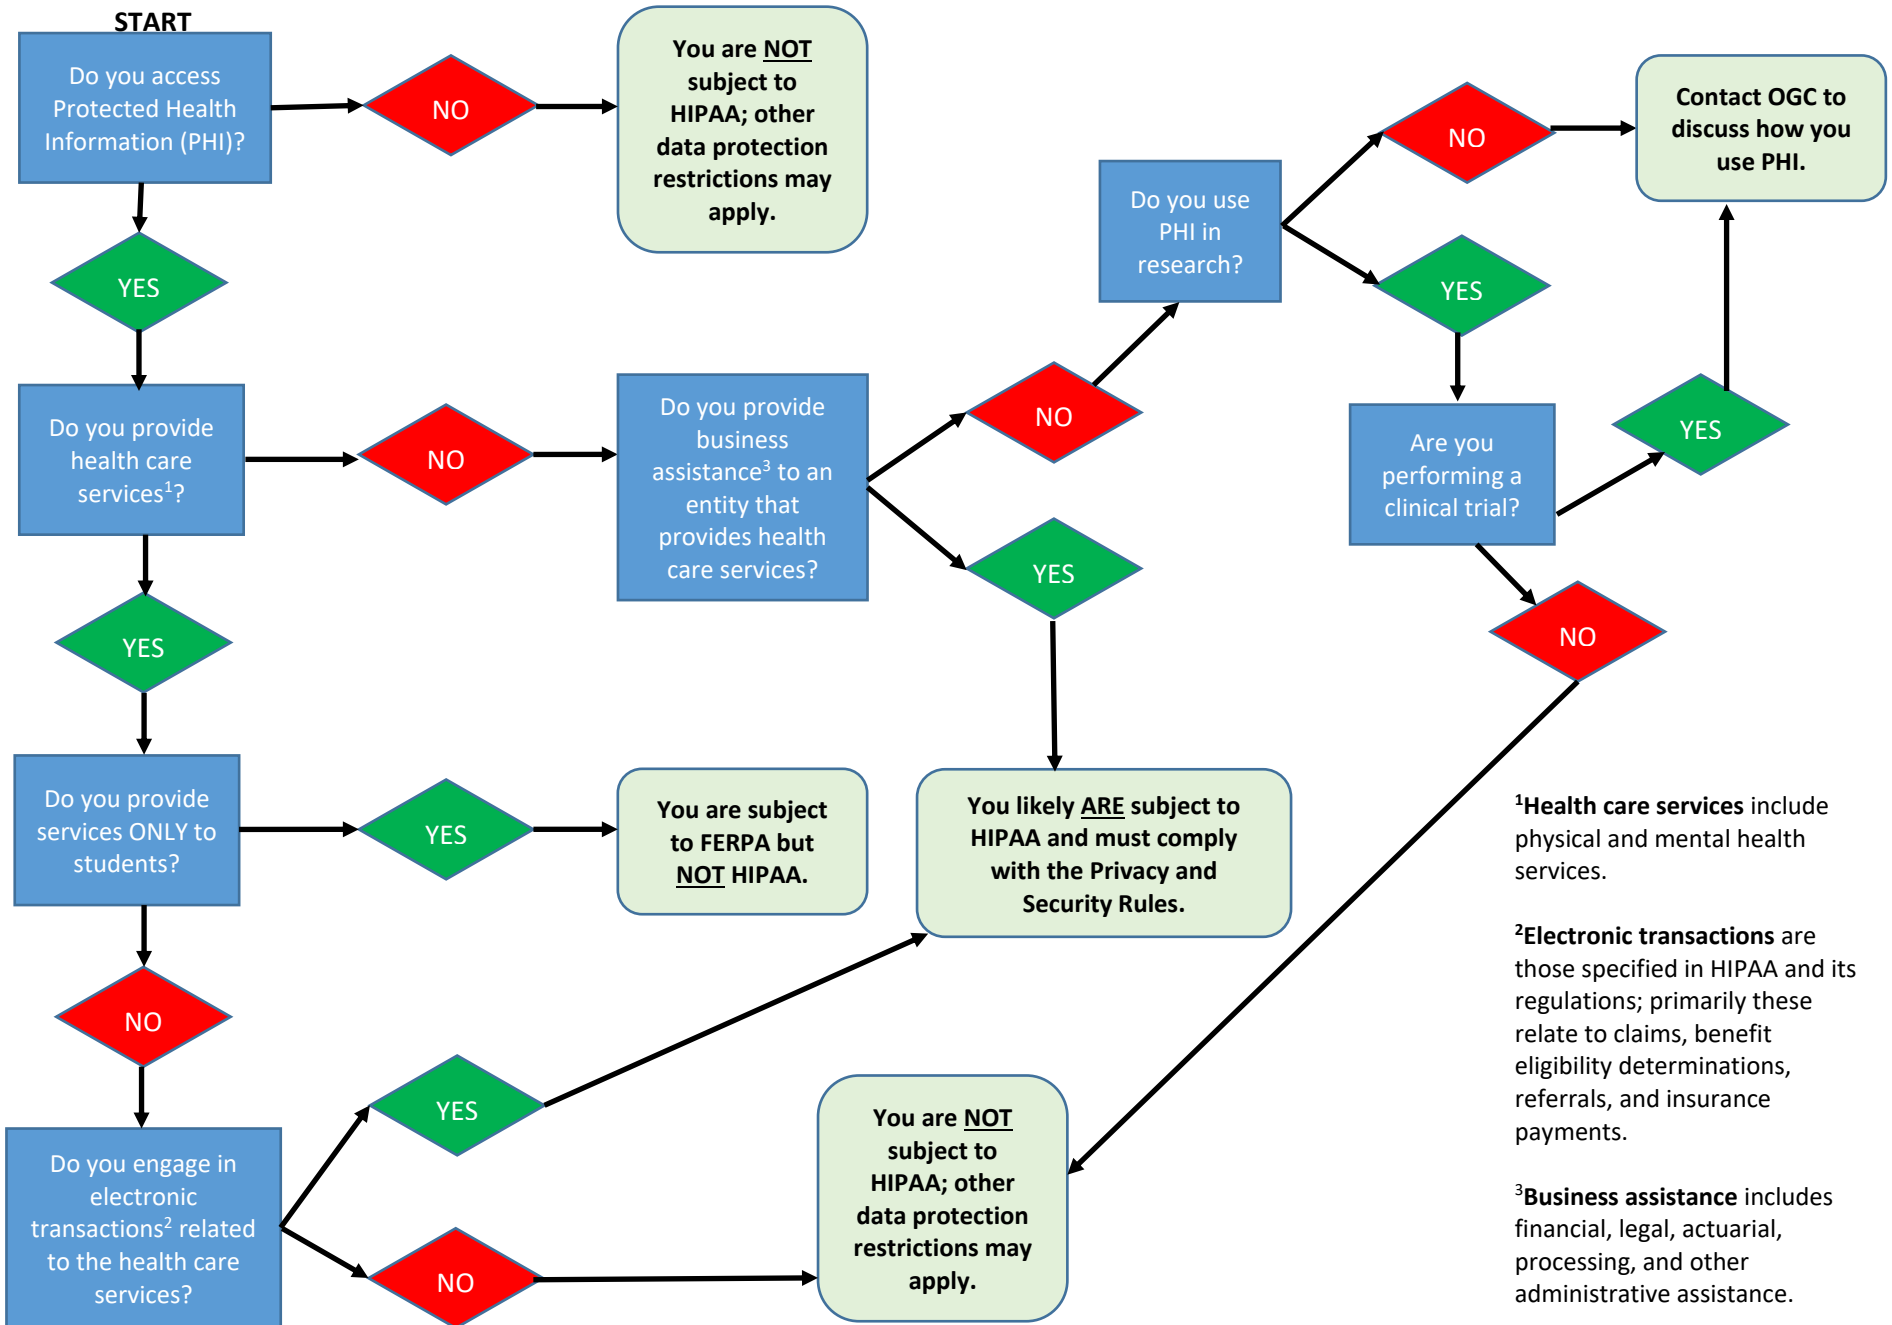 START
Do you access
Protected Health
Information (PHI)?
NO
You are NOT
subject to
HIPAA; other
data protection
restrictions may
apply.
YES
Do you provide
health care
services1?
NO
Do you provide
business
assistance3 to an
entity that
provides health
care services?
NO
Do you use
PHI in
research?
NO
Contact OGC to
discuss how you
use PHI.
YES
Are you
performing a
clinical trial?
YES
NO
YES
YES
Do you provide
services ONLY to
students?
YES
You are subject
to FERPA but
NOT HIPAA.
You likely ARE subject to
HIPAA and must comply
with the Privacy and
Security Rules.
NO
Do you engage in
electronic
transactions2 related
to the health care
services?
YES
NO
You are NOT
subject to
HIPAA; other
data protection
restrictions may
apply.
1Health care services include
physical and mental health
services.
2Electronic transactions are
those specified in HIPAA and its
regulations; primarily these
relate to claims, benefit
eligibility determinations,
referrals, and insurance
payments.
3Business assistance includes
financial, legal, actuarial,
processing, and other
administrative assistance.